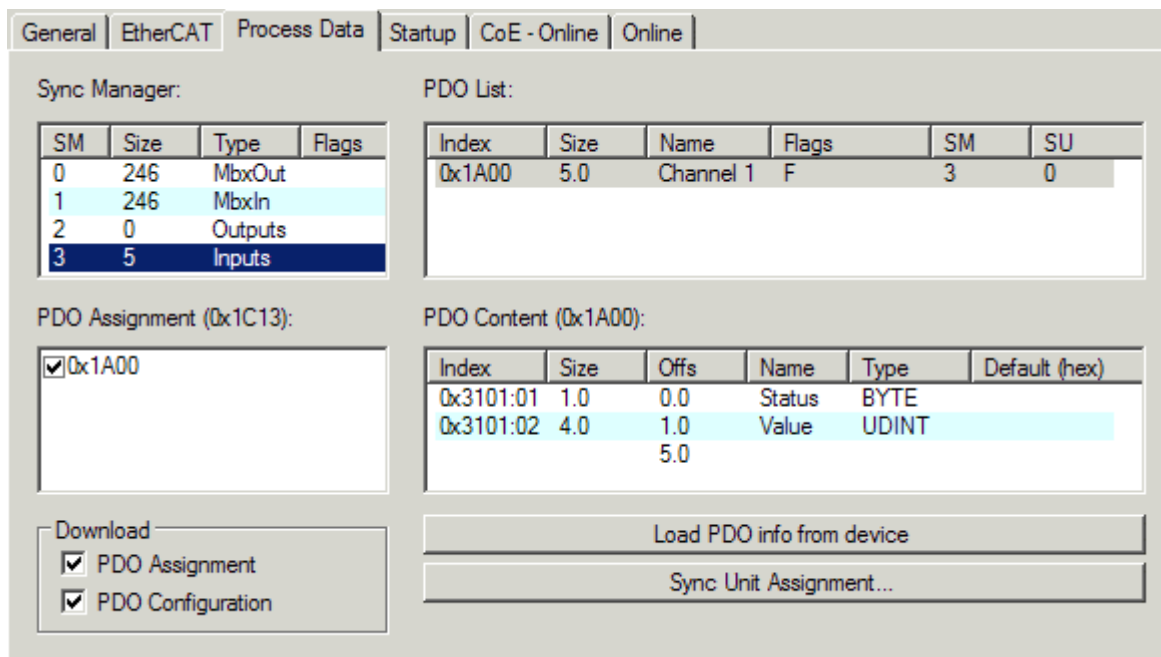 General EtherCAT Process Data Startup CoE - Online Online
Sync Manager:
SM Size Type Flags
0 246 MbxOut
1 246 MbxIn
2 0 Outputs
3 5 Inputs
PDO List:
Index Size Name Flags SM SU
0x1A00 5.0 Channel 1 F 3 0
PDO Assignment (0x1C13):
0x1A00
PDO Content (0x1A00):
Index Size Offs Name Type Default (hex)
0x3101:01 1.0 0.0 Status BYTE
0x3101:02 4.0 1.0 Value UDINT
5.0
Download
PDO Assignment
PDO Configuration
Load PDO info from device
Sync Unit Assignment...